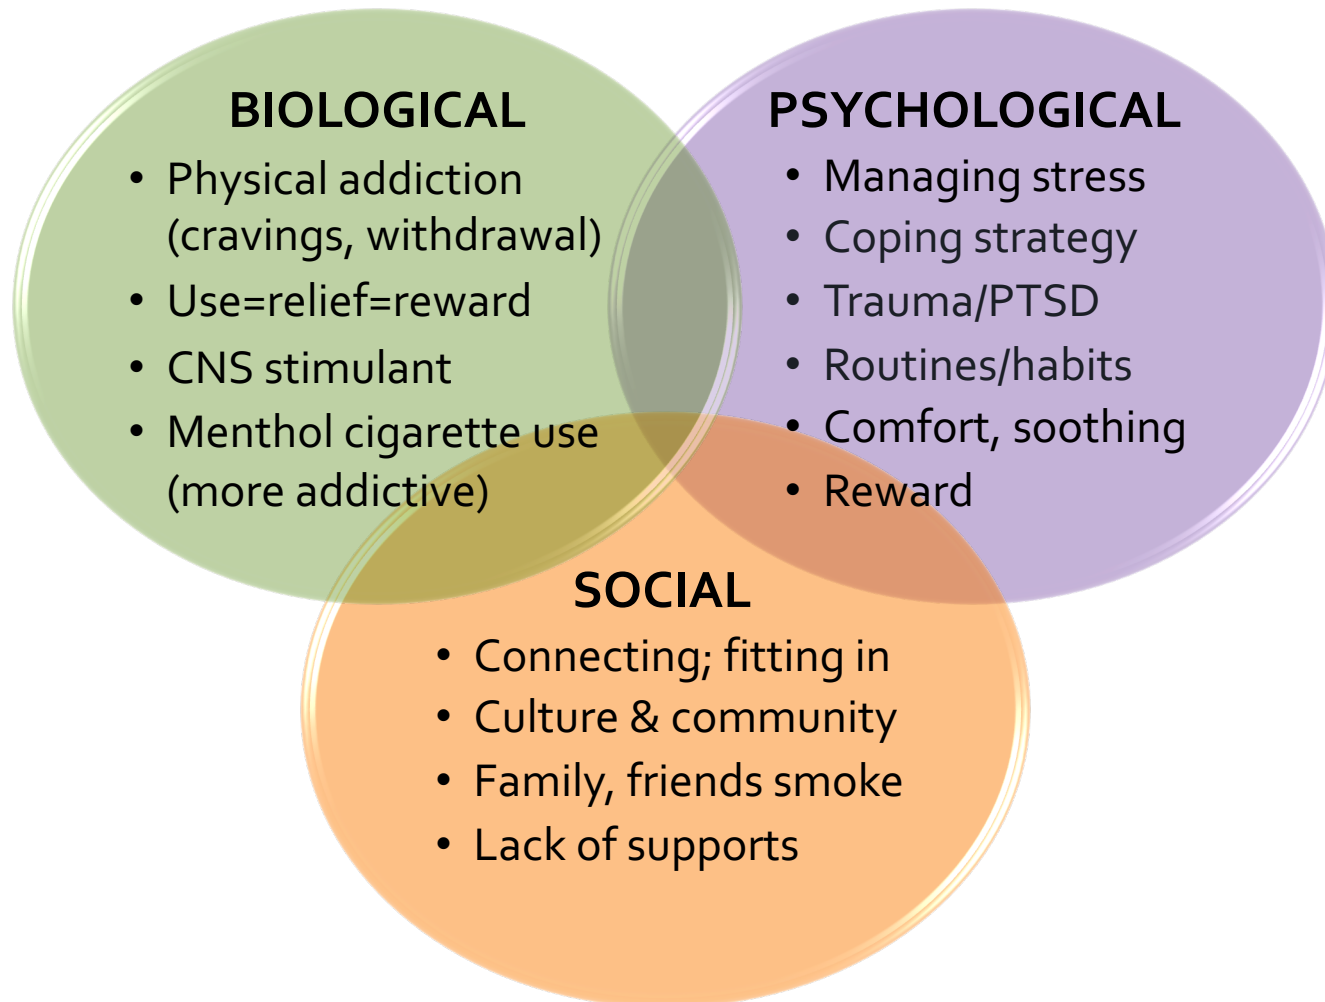 BIOLOGICAL
• Physical addiction
(cravings, withdrawal)
• Use=relief=reward
• CNS stimulant
• Menthol cigarette use
(more addictive)
PSYCHOLOGICAL
• Managing stress
• Coping strategy
• Trauma/PTSD
• Routines/habits
• Comfort, soothing
• Reward
SOCIAL
• Connecting; fitting in
• Culture & community
• Family, friends smoke
• Lack of supports